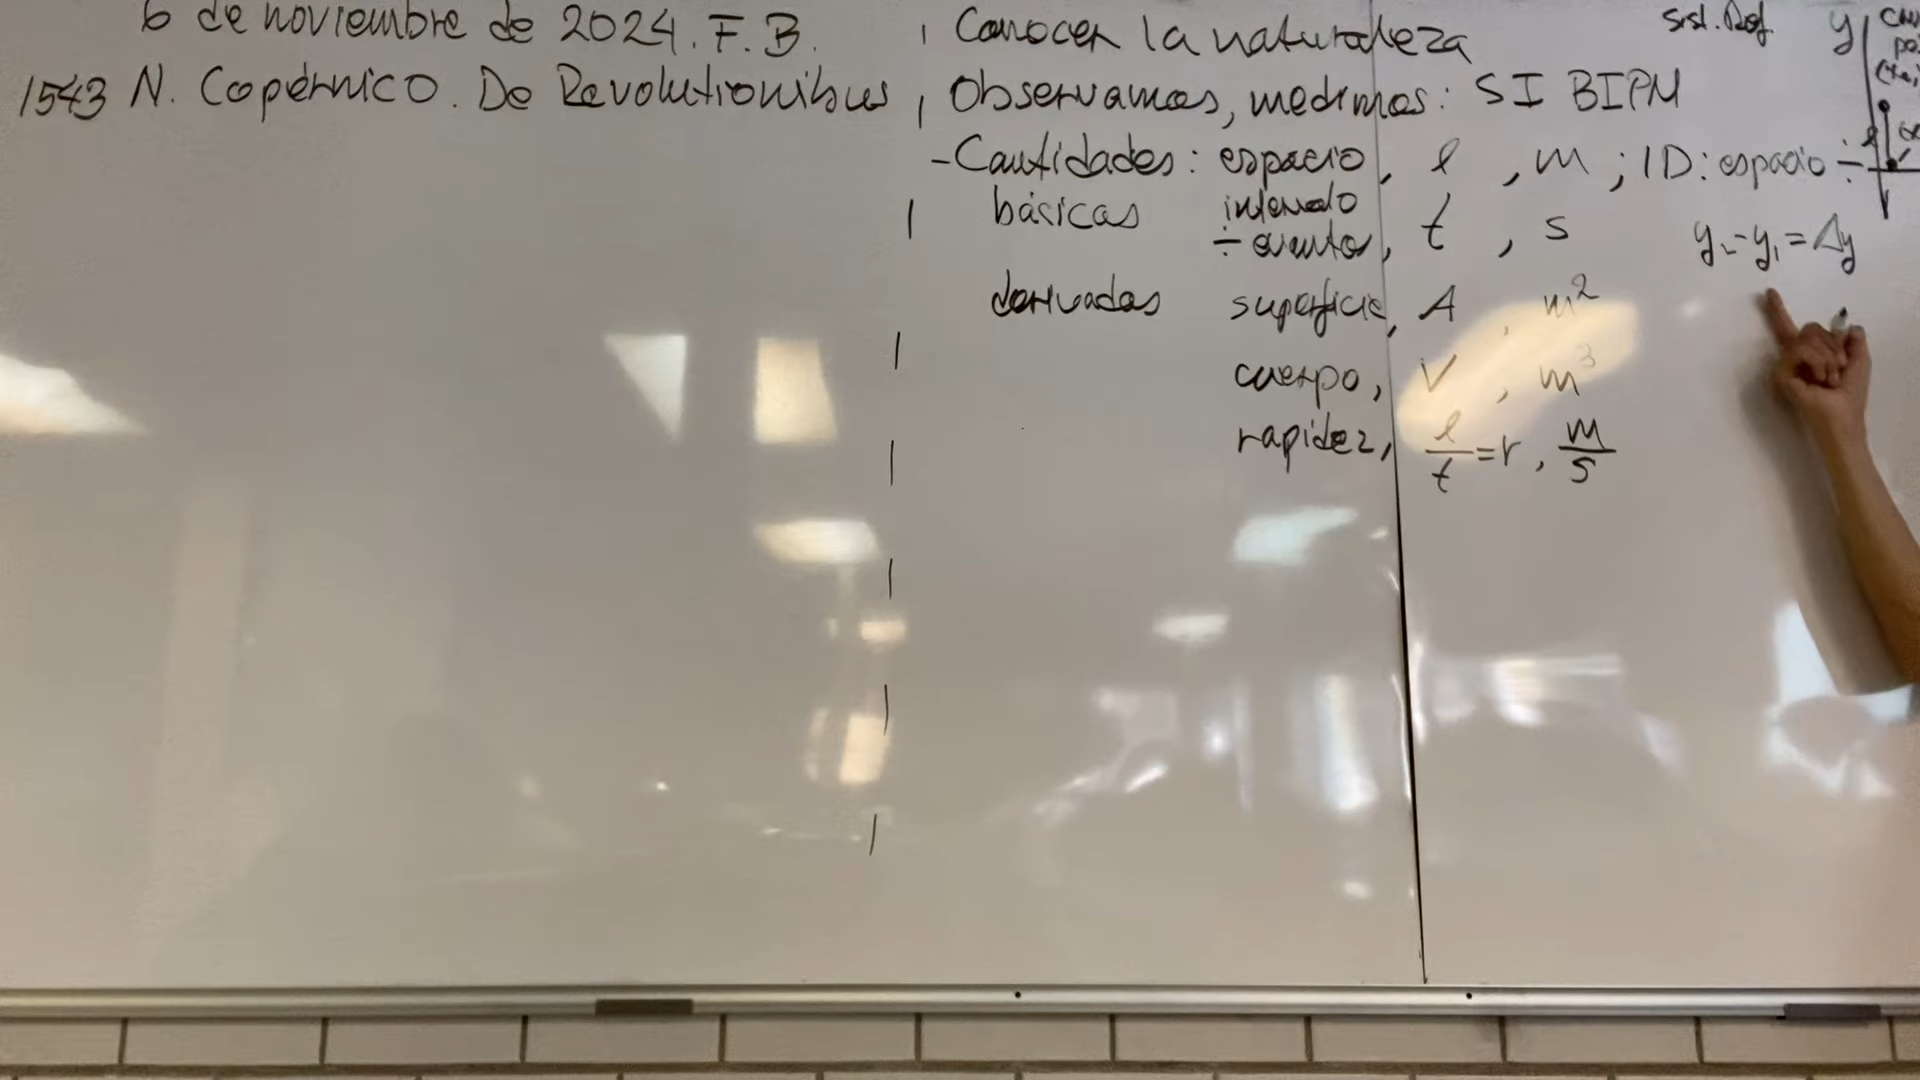 6 de noviembre de 2024. F.B.
1543 N. Copérnico. De Revolutionibus
Conocer la naturaleza
Observamos, medimos: SI BIPM
- Cantidades: espacio, l, m; 1D: espacio ÷
básicas intervalo ÷ eventos, t, s
derivadas superficie, A, m²
cuerpo, V, m³
rapidez, l/t = r, m/s
Sist. Ref. y
y₂ - y₁ = Δy